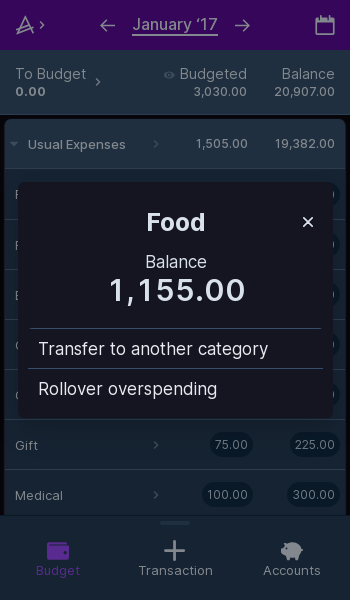 January ‘17
To Budget
Budgeted
Balance
0.00
3,030.00
20,907.00
Usual Expenses
1,505.00
19,382.00
Food
Balance
1,155.00
Transfer to another category
Rollover overspending
Gift
75.00
225.00
Medical
100.00
300.00
Budget
Transaction
Accounts